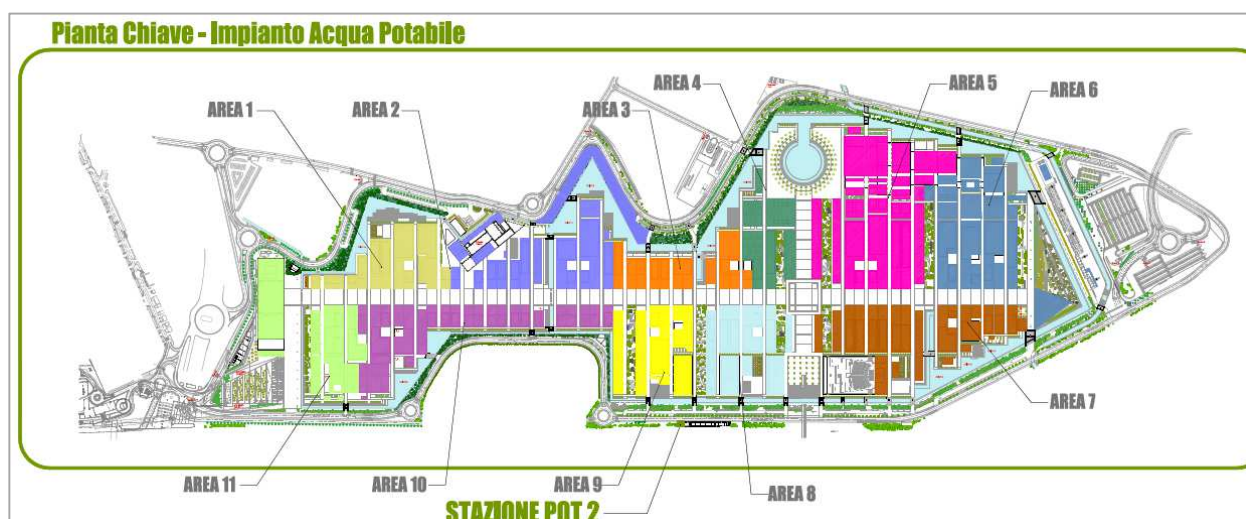 Pianta Chiave - Impianto Acqua Potabile
AREA 1
AREA 2
AREA 3
AREA 4
AREA 5
AREA 6
AREA 7
AREA 11
AREA 10
AREA 9
AREA 8
STAZIONE POT 2